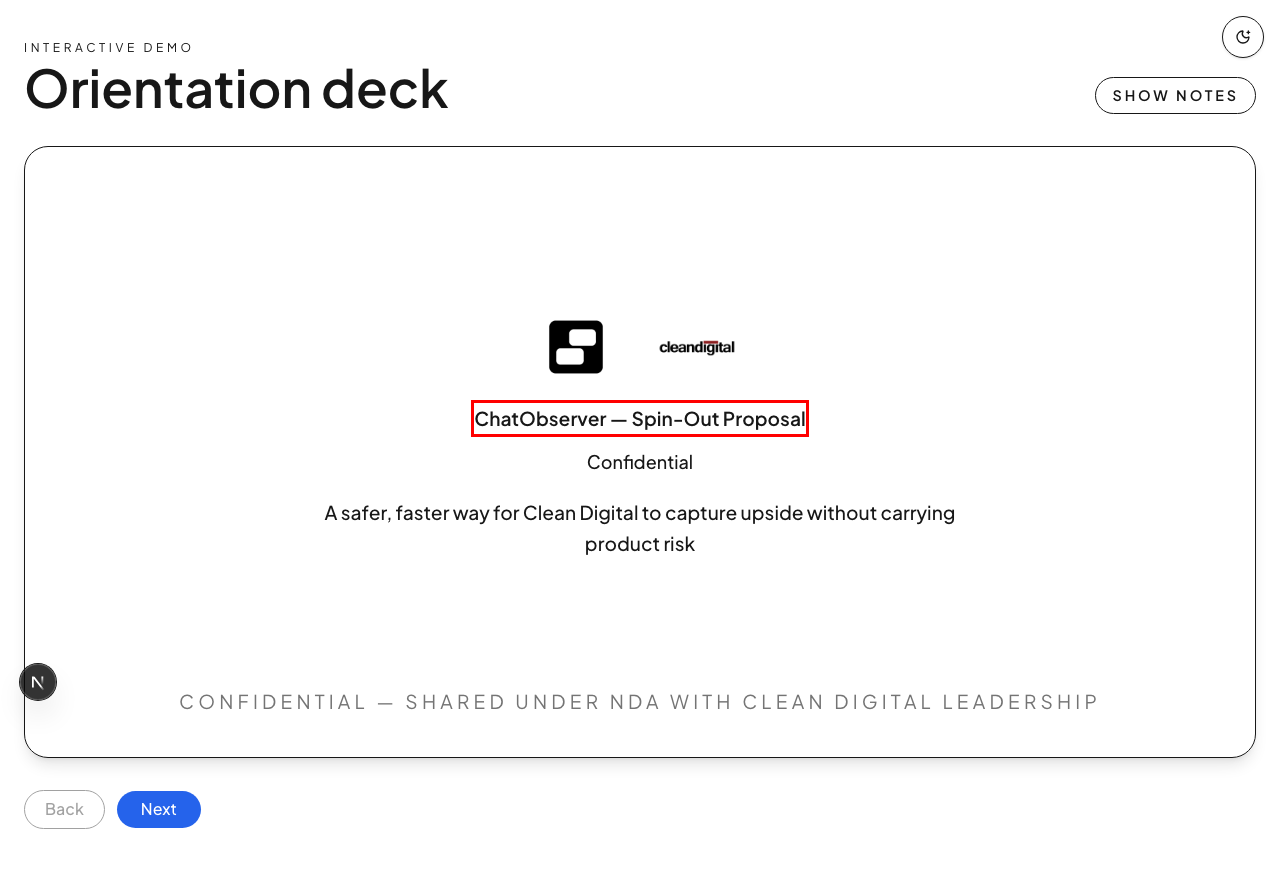 INTERACTIVE DEMO
Orientation deck
SHOW NOTES
cleandigital
ChatObserver — Spin-Out Proposal
Confidential
A safer, faster way for Clean Digital to capture upside without carrying
product risk
N
CONFIDENTIAL — SHARED UNDER NDA WITH CLEAN DIGITAL LEADERSHIP
Back
Next